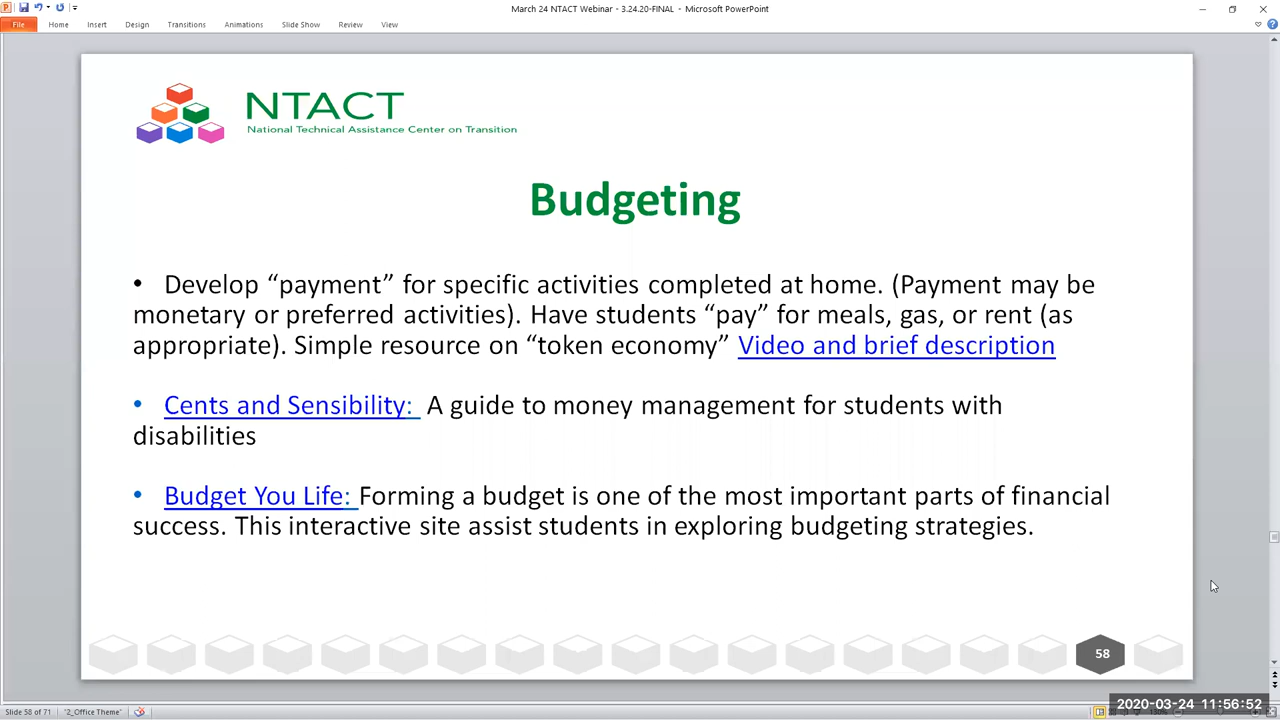 March 24 NTACT Webinar - 3.24.20-FINAL - Microsoft PowerPoint
File Home Insert Design Transitions Animations Slide Show Review View
NTACT
National Technical Assistance Center on Transition
Budgeting
• Develop “payment” for specific activities completed at home. (Payment may be
monetary or preferred activities). Have students “pay” for meals, gas, or rent (as
appropriate). Simple resource on “token economy” Video and brief description
• Cents and Sensibility: A guide to money management for students with
disabilities
• Budget You Life: Forming a budget is one of the most important parts of financial
success. This interactive site assist students in exploring budgeting strategies.
58
2020-03-24 11:56:52
Slide 58 of 71 "2_Office Theme"